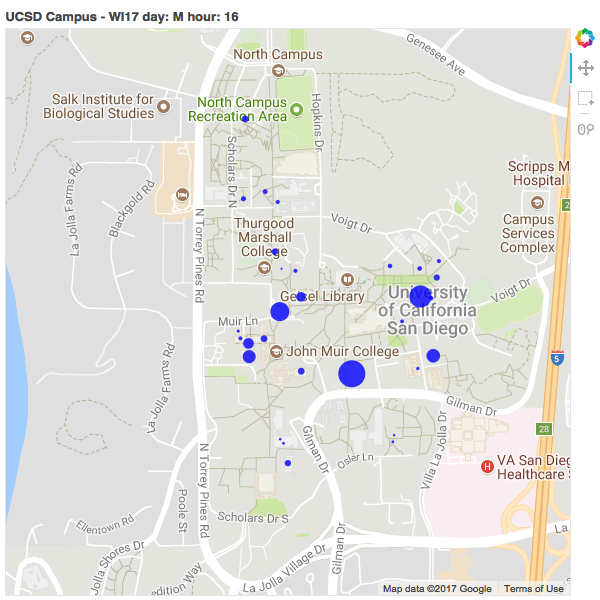 UCSD Campus - WI17 day: M hour: 16
Genesee Ave
North Campus
Salk Institute for
Biological Studies
North Campus
Recreation Area
Hopkins Dr
Scholars Dr N
La Jolla Farms Rd
Blackgold Rd
Scripps M
Hospital
2
Campus
Services
Complex
N Torrey Pines Rd
Thurgood
Marshall
College
Voigt Dr
Voigt Dr
Geisel Library
University
of California
San Diego
Muir Ln
John Muir College
La Jolla Farms Rd
5
Gilman Dr
Gilman Dr
28
Villa La Jolla Dr
Osler Ln
VA San Dieg
Healthcare
N Torrey Pines Rd
Poole St
Ellentown Rd
Scholars Dr S
La
La Jolla Shores Dr
Gilman Dr
La Jolla Village Dr
edition Way
Map data ©2017 Google Terms of Use
H